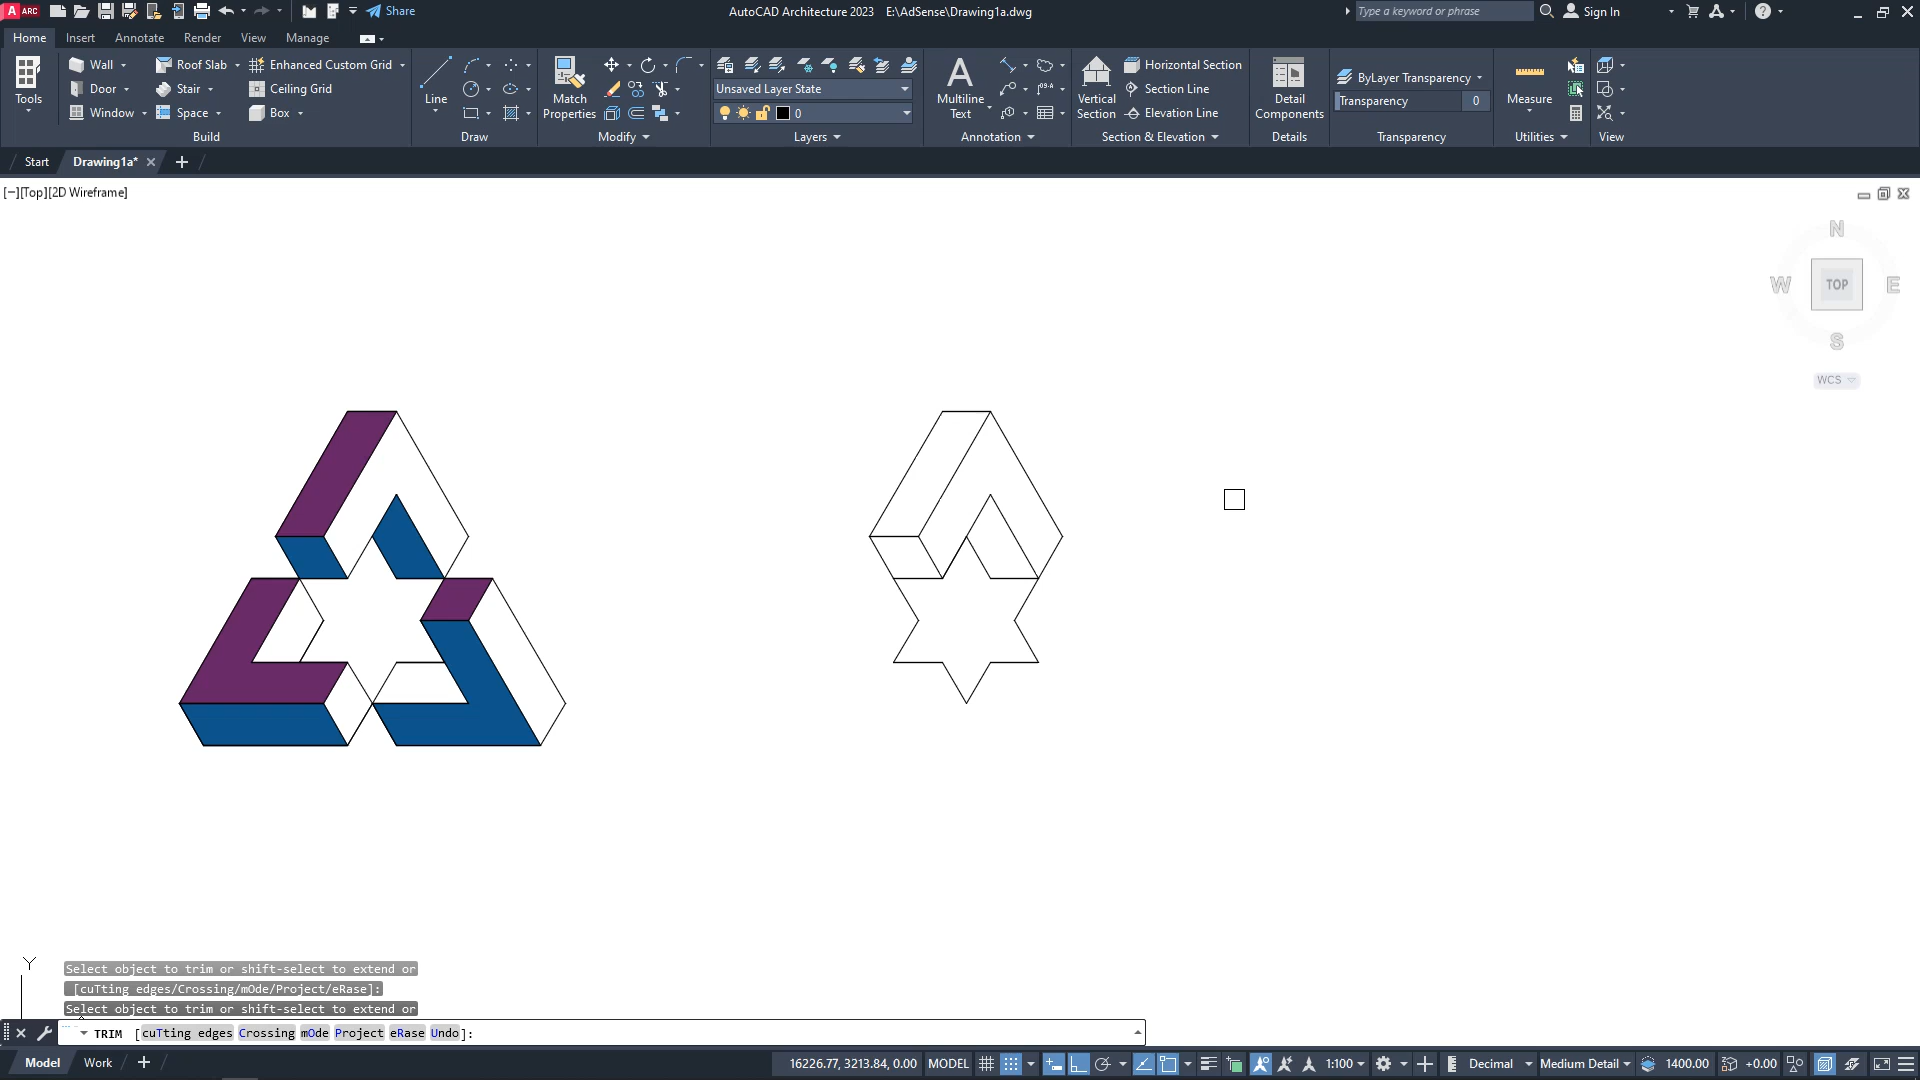 A ARC Share AutoCAD Architecture 2023 E:\AdSense\Drawing1a.dwg Type a keyword or phrase Sign In
Home Insert Annotate Render View Manage
Tools
Wall Roof Slab Enhanced Custom Grid
Door Stair Ceiling Grid
Window Space Box
Build
Line
Draw
Match
Properties
Modify
Unsaved Layer State
0
Layers
A
Multiline
Text
Annotation
Vertical
Section
Horizontal Section
Section Line
Elevation Line
Section & Elevation
Detail
Components
Details
ByLayer Transparency
Transparency 0
Transparency
Measure
Utilities
View
Start Drawing1a* +
[−][Top][2D Wireframe]
N
W TOP E
S
WCS
Y
Select object to trim or shift-select to extend or
[cuTting edges/Crossing/mOde/Project/eRase]:
Select object to trim or shift-select to extend or
TRIM [cuTting edges Crossing mOde Project eRase Undo]:
Model Work + 16226.77, 3213.84, 0.00 MODEL 1:100 Decimal Medium Detail 1400.00 +0.00